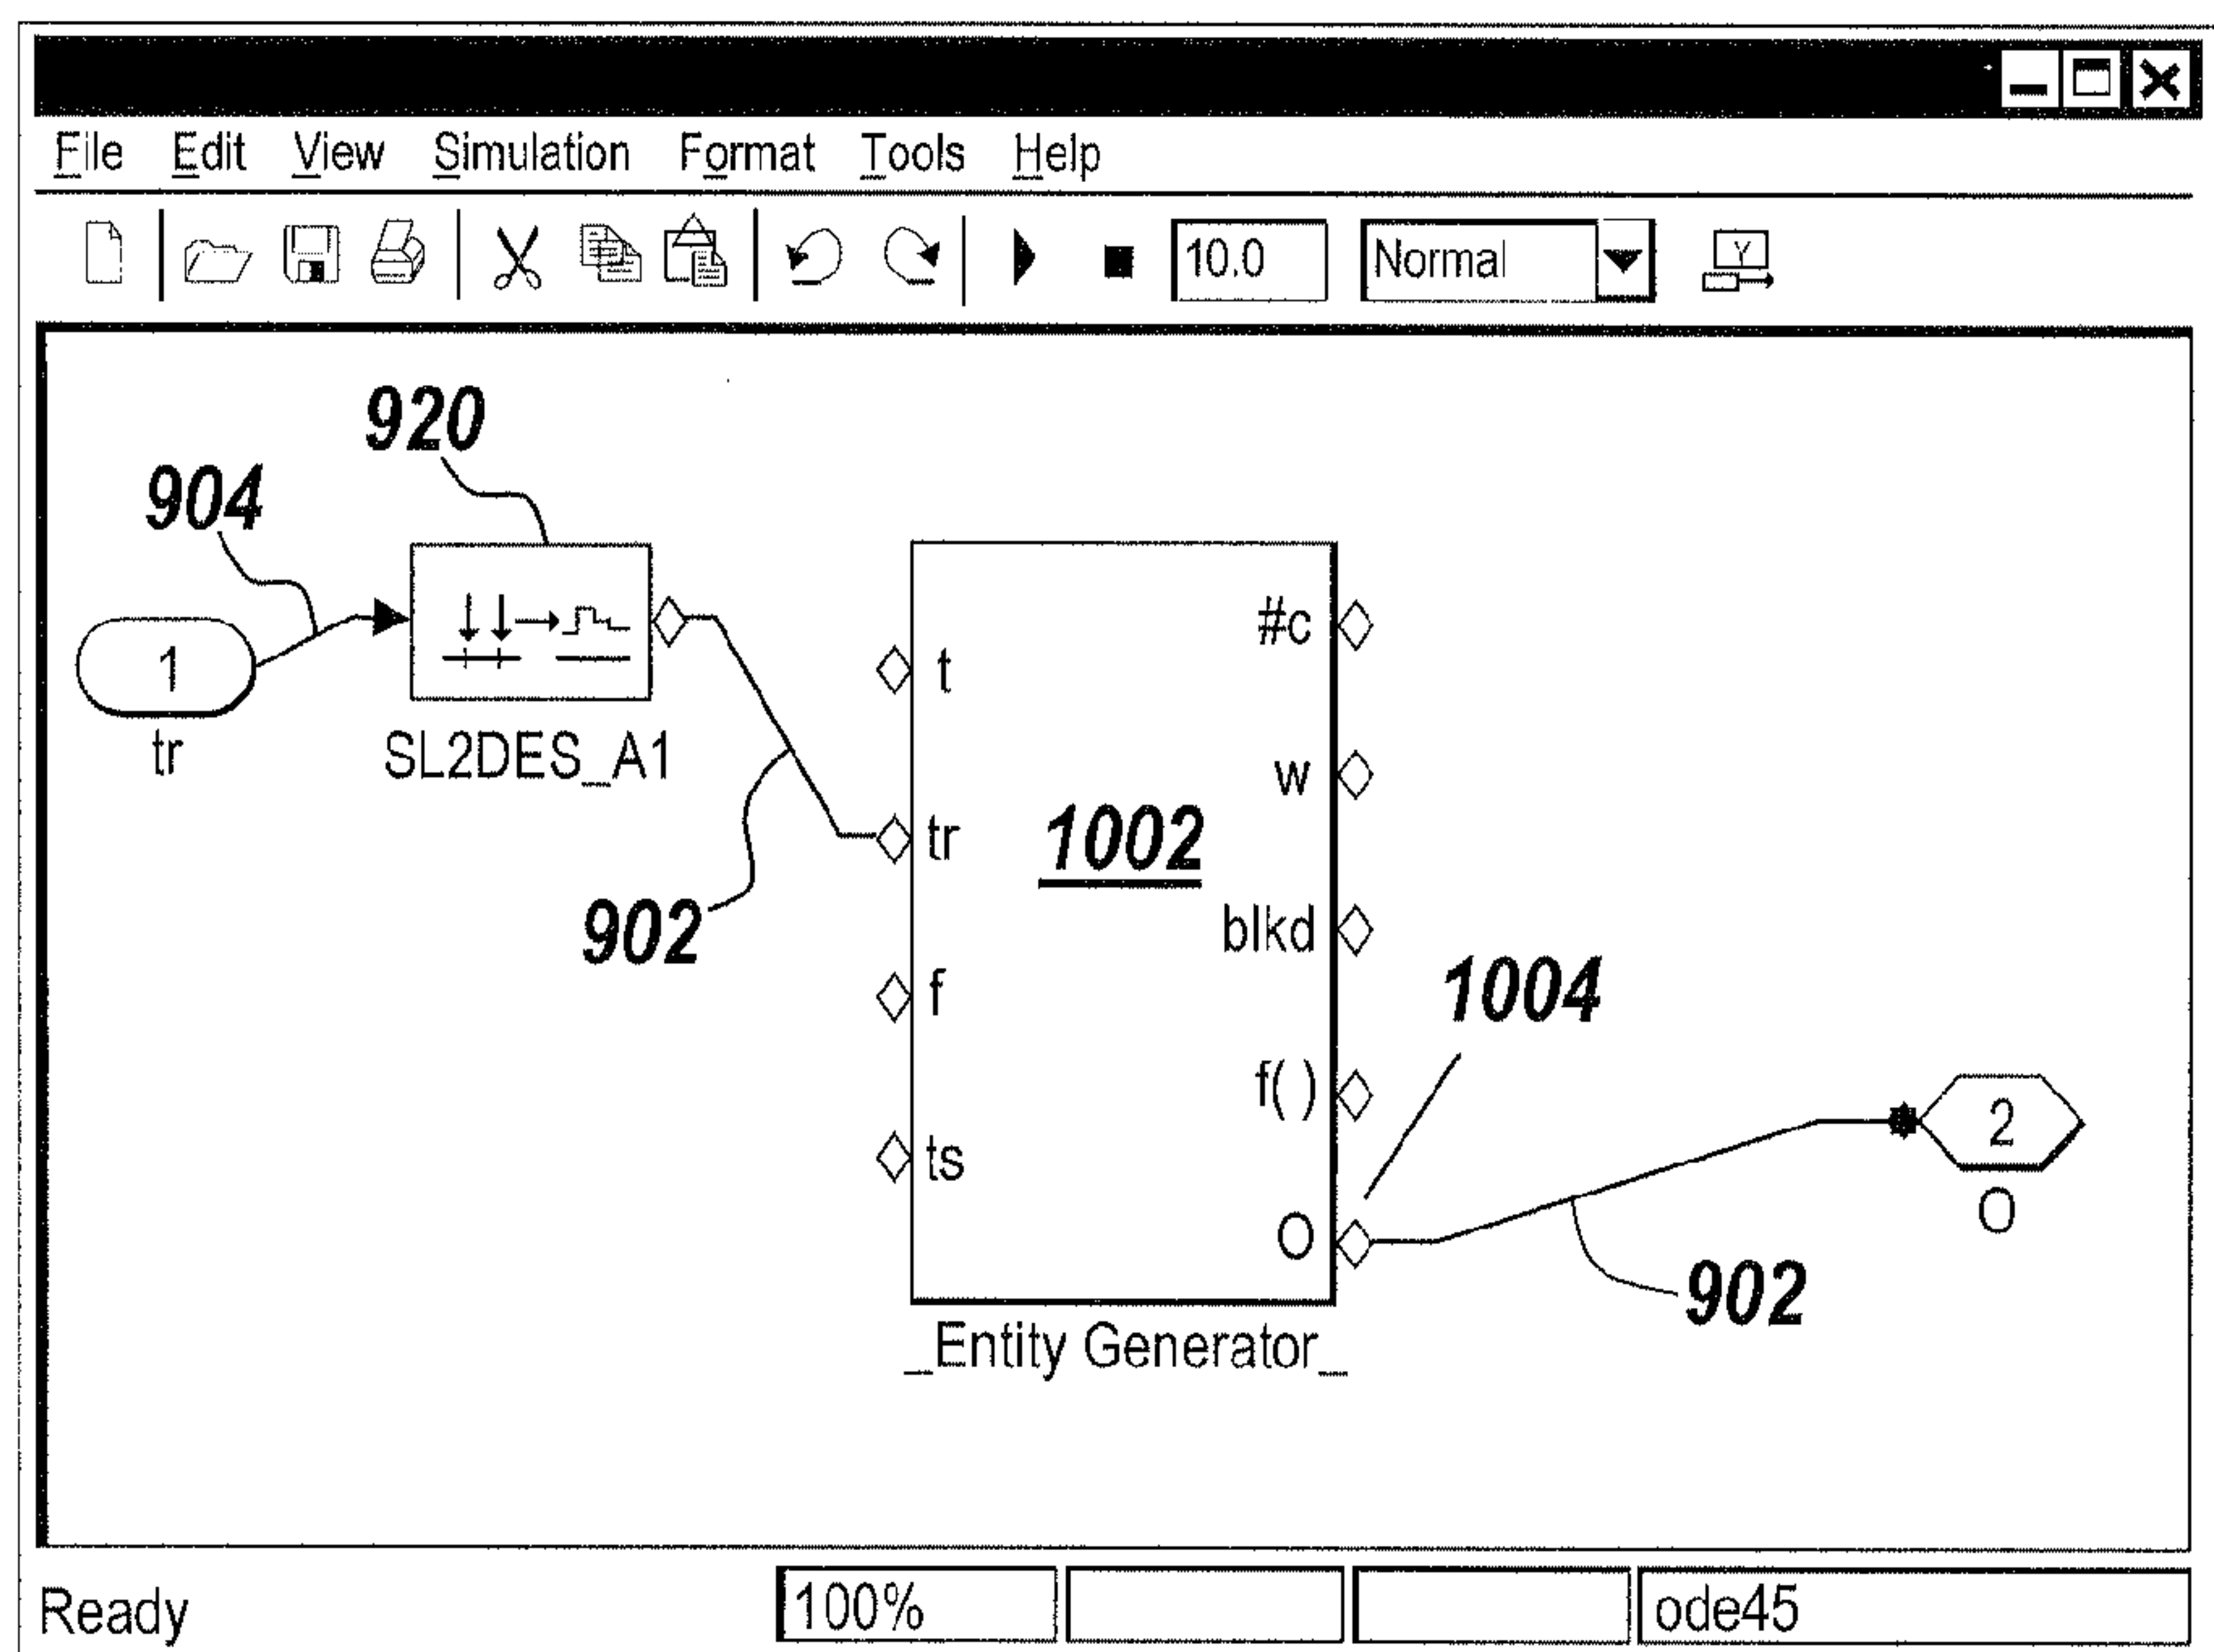 File Edit View Simulation Format Tools Help
10.0 Normal
Y
920
904
1
tr
SL2DES_A1
902
t
tr
f
ts
1002
#c
w
blkd
f( )
O
1004
_Entity Generator_
2
O
902
Ready 100% ode45